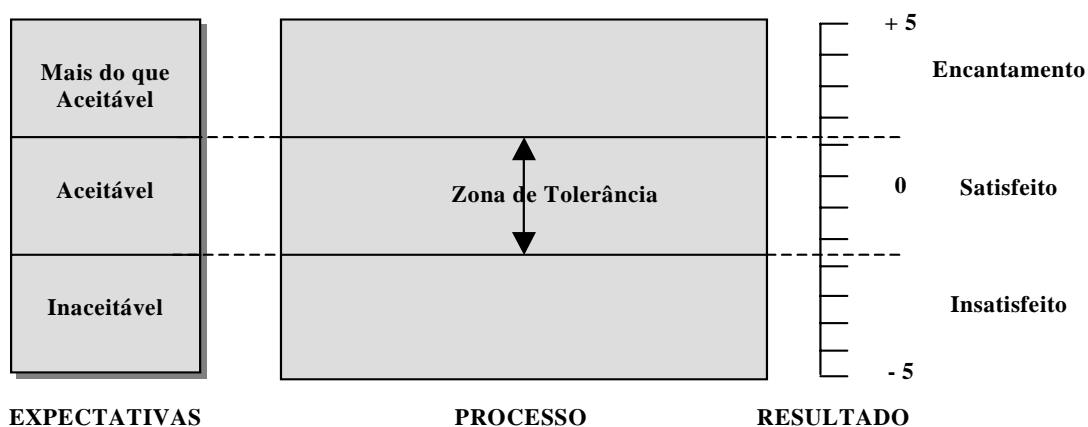 Mais do que
Aceitável
Aceitável
Inaceitável
Zona de Tolerância
+ 5
0
- 5
Encantamento
Satisfeito
Insatisfeito
EXPECTATIVAS
PROCESSO
RESULTADO